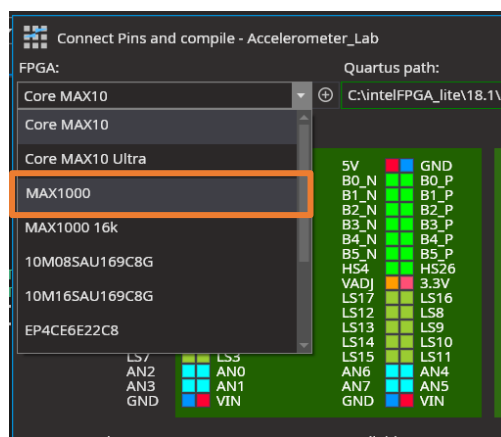 Connect Pins and compile - Accelerometer_Lab
FPGA: Quartus path:
Core MAX10 C:\intelFPGA_lite\18.1\
Core MAX10
Core MAX10 Ultra
MAX1000
MAX1000 16k
10M08SAU169C8G
10M16SAU169C8G
EP4CE6E22C8
5V GND
B0_N B0_P
B1_N B1_P
B2_N B2_P
B3_N B3_P
B4_N B4_P
B5_N B5_P
HS4 HS26
VADJ 3.3V
LS17 LS16
LS12 LS8
LS13 LS9
LS14 LS10
LS7 LS3 LS15 LS11
AN2 AN0 AN6 AN4
AN3 AN1 AN7 AN5
GND VIN GND VIN